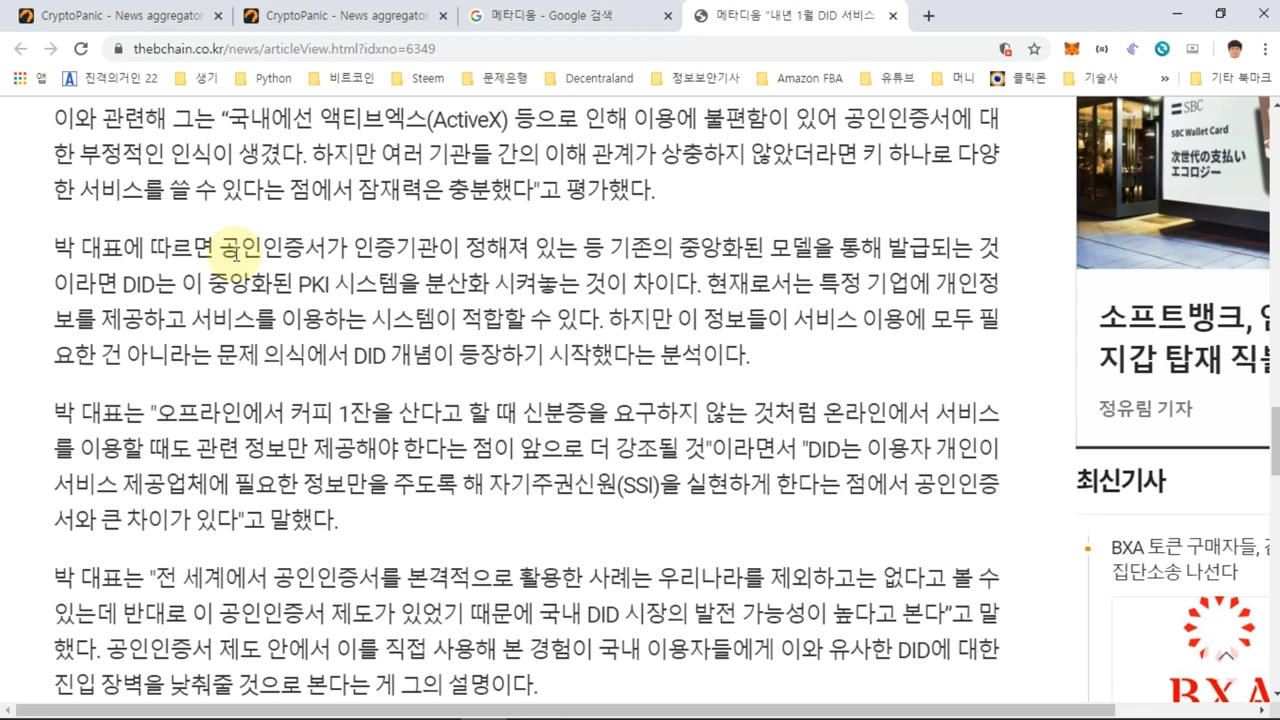 CryptoPanic - News aggregator
CryptoPanic - News aggregator
메타디움 - Google 검색
메타디움 "내년 1월 DID 서비스
thebchain.co.kr/news/articleView.html?idxno=6349
앱
진격의거인 22
생기
Python
비트코인
Steem
문제은행
Decentraland
정보보안기사
Amazon FBA
유튜브
머니
클릭몬
기술사
»
기타 북마크
이와 관련해 그는 “국내에선 액티브엑스(ActiveX) 등으로 인해 이용에 불편함이 있어 공인인증서에 대
한 부정적인 인식이 생겼다. 하지만 여러 기관들 간의 이해 관계가 상충하지 않았더라면 키 하나로 다양
한 서비스를 쓸 수 있다는 점에서 잠재력은 충분했다"고 평가했다.
박 대표에 따르면 공인인증서가 인증기관이 정해져 있는 등 기존의 중앙화된 모델을 통해 발급되는 것
이라면 DID는 이 중앙화된 PKI 시스템을 분산화 시켜놓는 것이 차이다. 현재로서는 특정 기업에 개인정
보를 제공하고 서비스를 이용하는 시스템이 적합할 수 있다. 하지만 이 정보들이 서비스 이용에 모두 필
요한 건 아니라는 문제 의식에서 DID 개념이 등장하기 시작했다는 분석이다.
박 대표는 "오프라인에서 커피 1잔을 산다고 할 때 신분증을 요구하지 않는 것처럼 온라인에서 서비스
를 이용할 때도 관련 정보만 제공해야 한다는 점이 앞으로 더 강조될 것"이라면서 "DID는 이용자 개인이
서비스 제공업체에 필요한 정보만을 주도록 해 자기주권신원(SSI)을 실현하게 한다는 점에서 공인인증
서와 큰 차이가 있다"고 말했다.
박 대표는 "전 세계에서 공인인증서를 본격적으로 활용한 사례는 우리나라를 제외하고는 없다고 볼 수
있는데 반대로 이 공인인증서 제도가 있었기 때문에 국내 DID 시장의 발전 가능성이 높다고 본다”고 말
했다. 공인인증서 제도 안에서 이를 직접 사용해 본 경험이 국내 이용자들에게 이와 유사한 DID에 대한
진입 장벽을 낮춰줄 것으로 본다는 게 그의 설명이다.
SBC
SBC Wallet Card
次世代の支払い
エコロジー
소프트뱅크,
지갑 탑재 직
정유림 기자
최신기사
BXA 토큰 구매자들,
집단소송 나선다
BXA